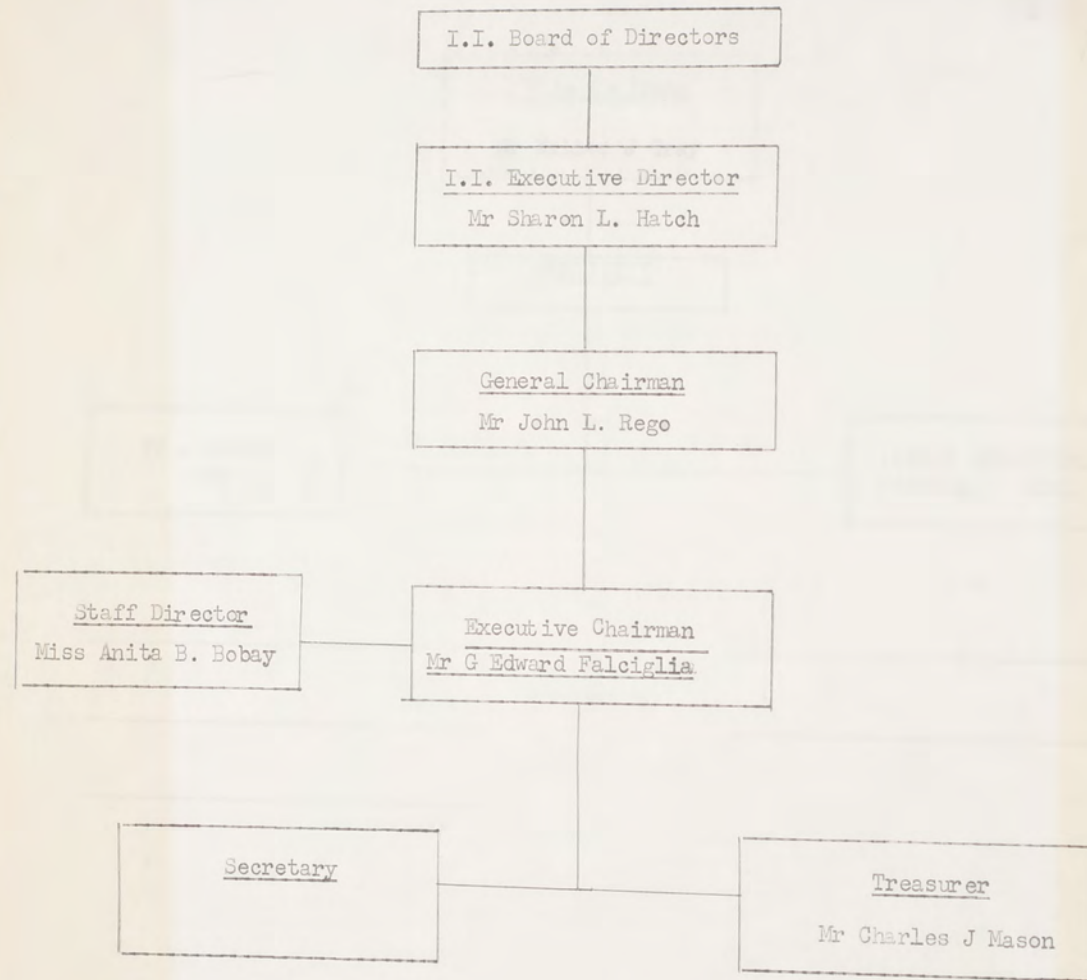 I.I. Board of Directors
I.I. Executive Director
Mr Sharon L. Hatch
General Chairman
Mr John L. Rego
Staff Director
Miss Anita B. Bobay
Executive Chairman
Mr G Edward Falciglia
Secretary
Treasurer
Mr Charles J Mason